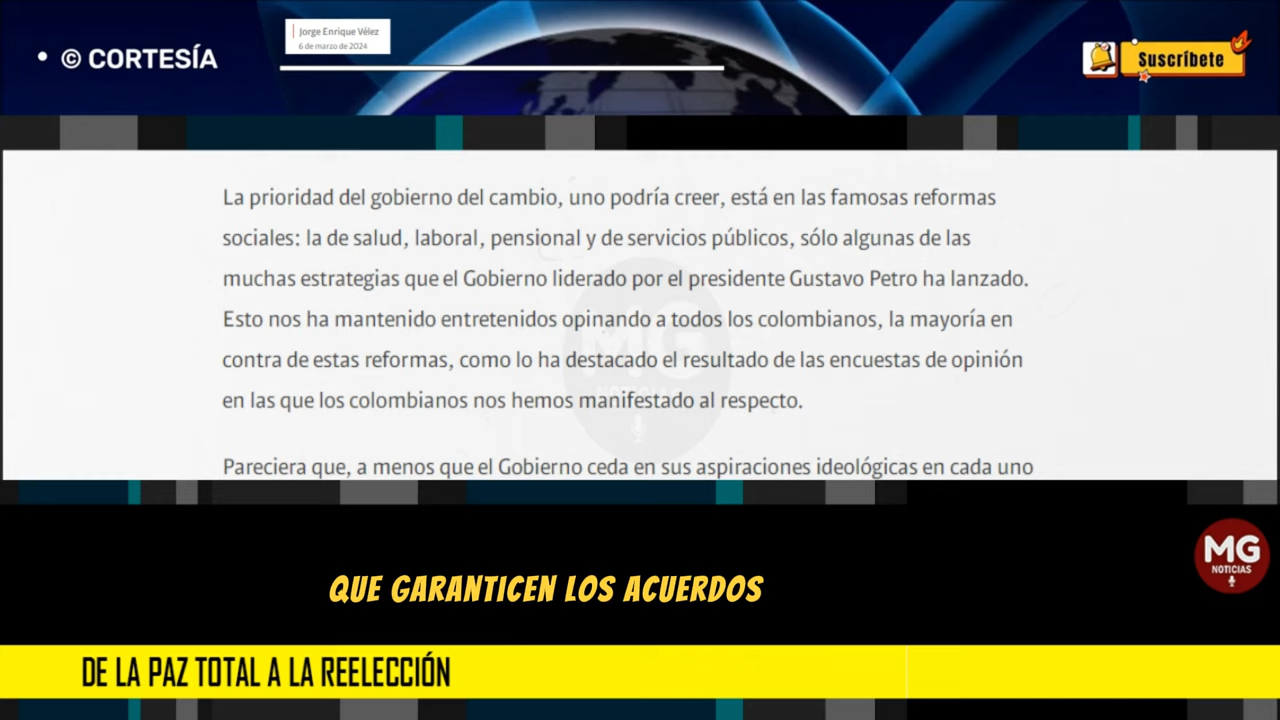 • © CORTESÍA
Jorge Enrique Vélez
6 de marzo de 2024
Suscríbete
La prioridad del gobierno del cambio, uno podría creer, está en las famosas reformas
sociales: la de salud, laboral, pensional y de servicios públicos, sólo algunas de las
muchas estrategias que el Gobierno liderado por el presidente Gustavo Petro ha lanzado.
Esto nos ha mantenido entretenidos opinando a todos los colombianos, la mayoría en
contra de estas reformas, como lo ha destacado el resultado de las encuestas de opinión
en las que los colombianos nos hemos manifestado al respecto.
Pareciera que, a menos que el Gobierno ceda en sus aspiraciones ideológicas en cada uno
MG
NOTICIAS
QUE GARANTICEN LOS ACUERDOS
MG
NOTICIAS
DE LA PAZ TOTAL A LA REELECCIÓN